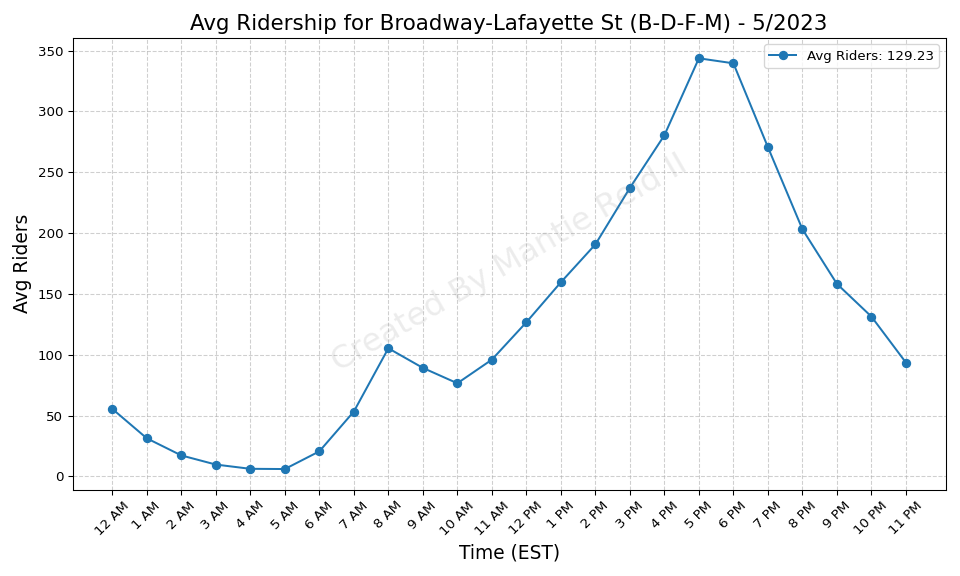 Avg Ridership for Broadway-Lafayette St (B-D-F-M) - 5/2023
Avg Riders: 129.23
Avg Riders
350
300
250
200
150
100
50
0
Created By Mantie Reid II
12 AM
1 AM
2 AM
3 AM
4 AM
5 AM
6 AM
7 AM
8 AM
9 AM
10 AM
11 AM
12 PM
1 PM
2 PM
3 PM
4 PM
5 PM
6 PM
7 PM
8 PM
9 PM
10 PM
11 PM
Time (EST)